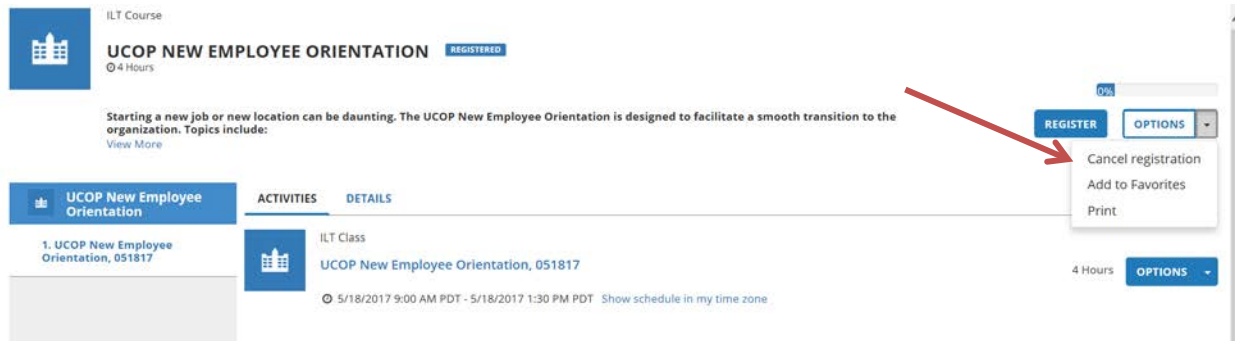 ILT Course
UCOP NEW EMPLOYEE ORIENTATION REGISTERED
4 Hours
0%
Starting a new job or new location can be daunting. The UCOP New Employee Orientation is designed to facilitate a smooth transition to the
organization. Topics include:
View More
REGISTER OPTIONS
Cancel registration
Add to Favorites
Print
UCOP New Employee
Orientation
1. UCOP New Employee
Orientation, 051817
ACTIVITIES DETAILS
ILT Class
UCOP New Employee Orientation, 051817
5/18/2017 9:00 AM PDT - 5/18/2017 1:30 PM PDT Show schedule in my time zone
4 Hours OPTIONS